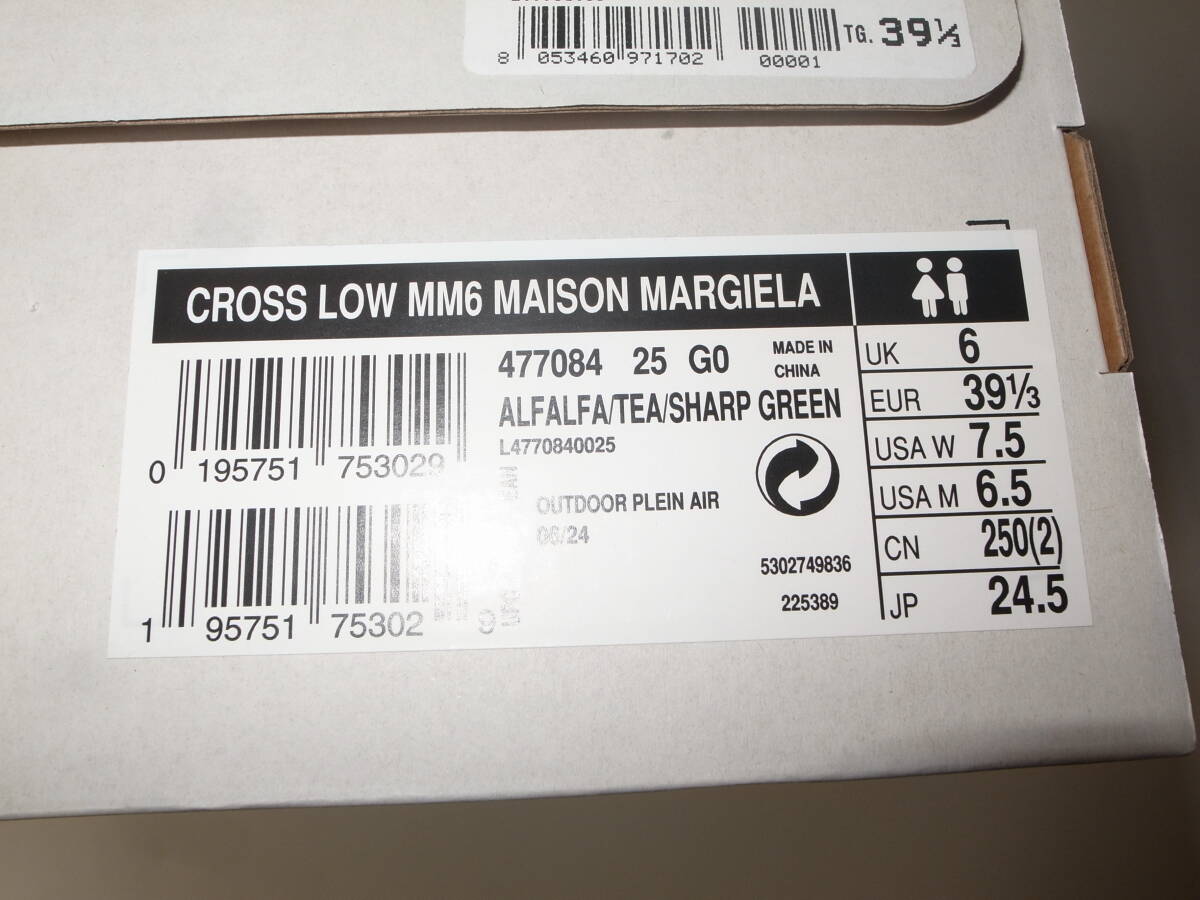 TG. 39⅓
8 053460 971702 00001
CROSS LOW MM6 MAISON MARGIELA
477084 25 G0 MADE IN CHINA
ALFALFA/TEA/SHARP GREEN
L4770840025
0 195751 753029
EAN
OUTDOOR PLEIN AIR
06/24
5302749836
225389
1 95751 75302 9
UK 6
EUR 39⅓
USA W 7.5
USA M 6.5
CN 250(2)
JP 24.5